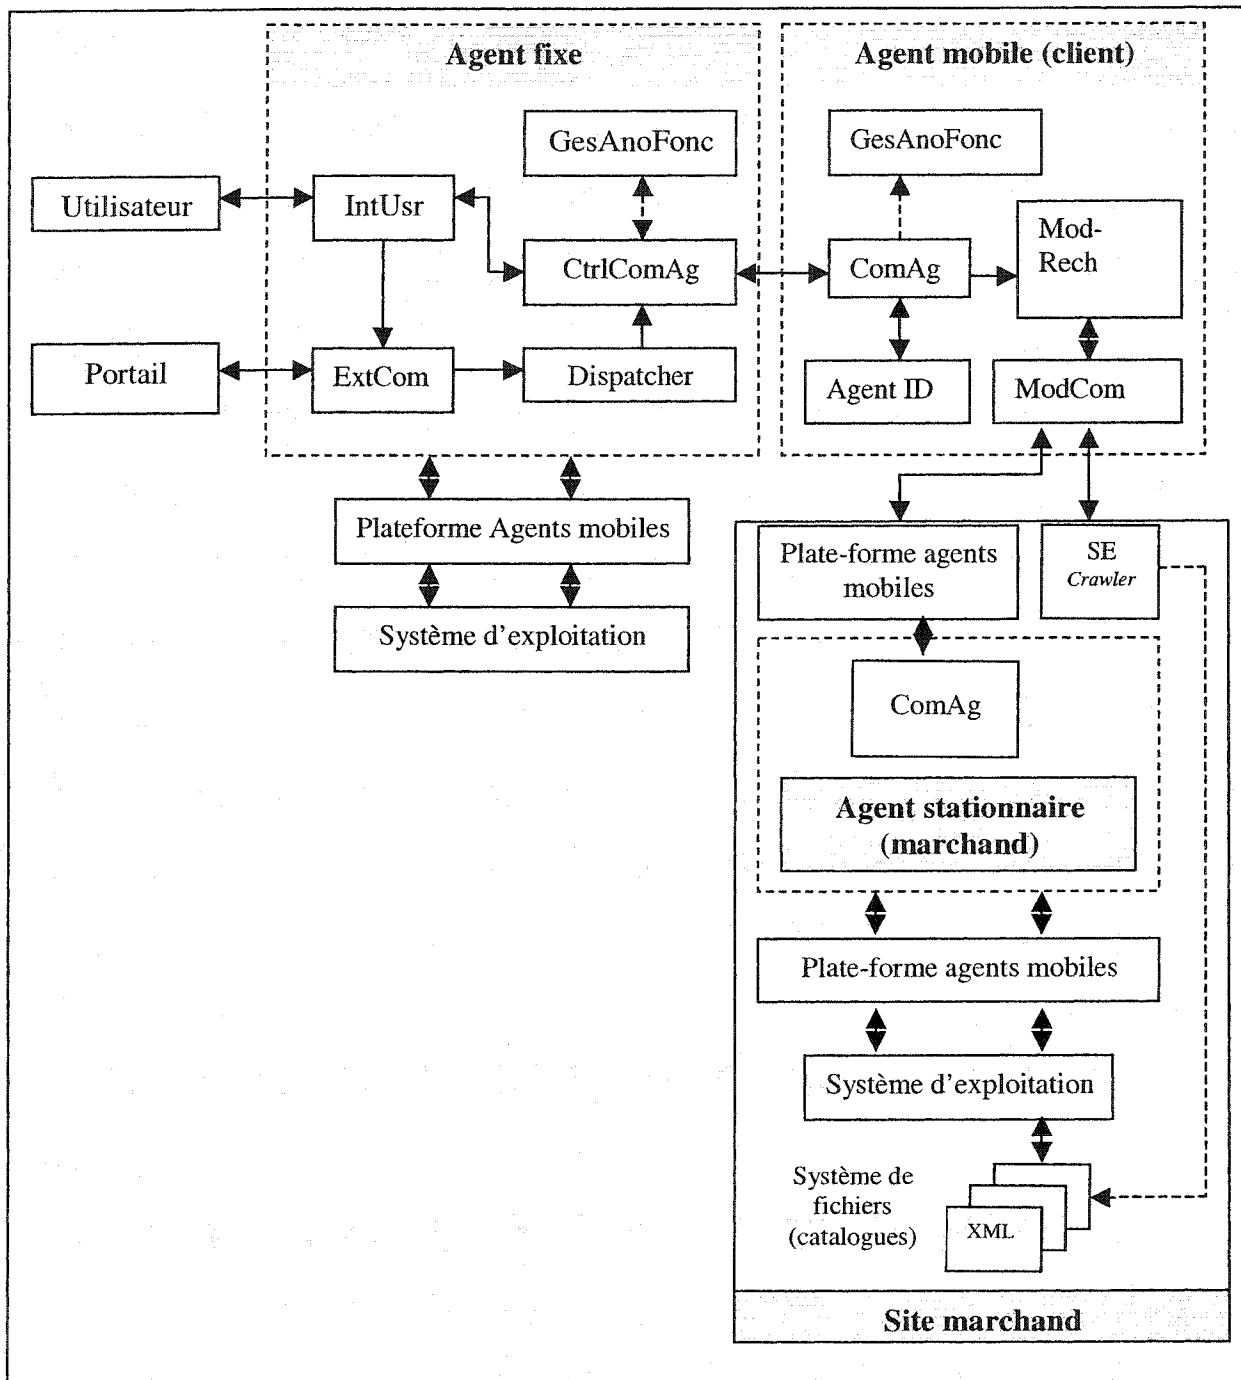 Agent fixe
Agent mobile (client)
GesAnoFonc
GesAnoFonc
Utilisateur
IntUsr
Mod-
Rech
CtrlComAg
ComAg
Portail
ExtCom
Dispatcher
Agent ID
ModCom
Plateforme Agents mobiles
Système d'exploitation
Plate-forme agents
mobiles
SE
Crawler
ComAg
Agent stationnaire
(marchand)
Plate-forme agents mobiles
Système d'exploitation
Système de
fichiers
(catalogues)
XML
Site marchand